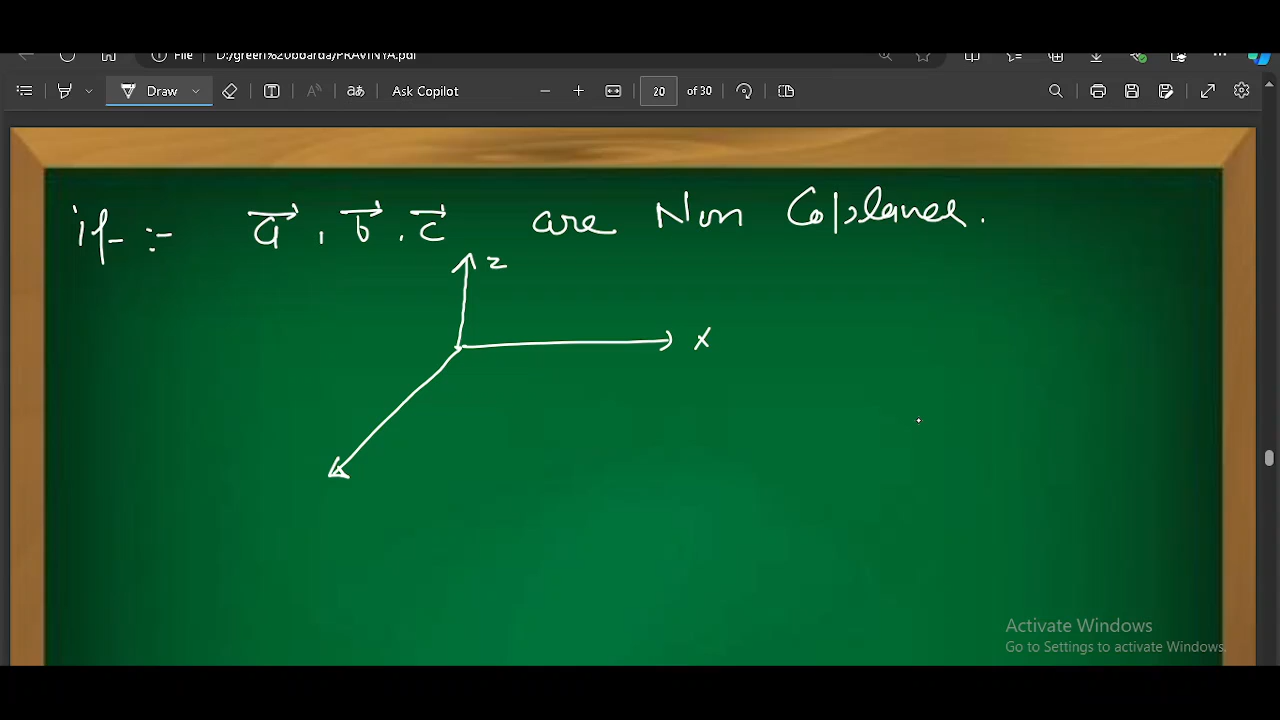 File D:/green%20boarda/PRAVINYA.pdf
Draw Ask Copilot 20 of 30
if :- a, b, c are Non Coplaner.
z
x
Activate Windows
Go to Settings to activate Windows.